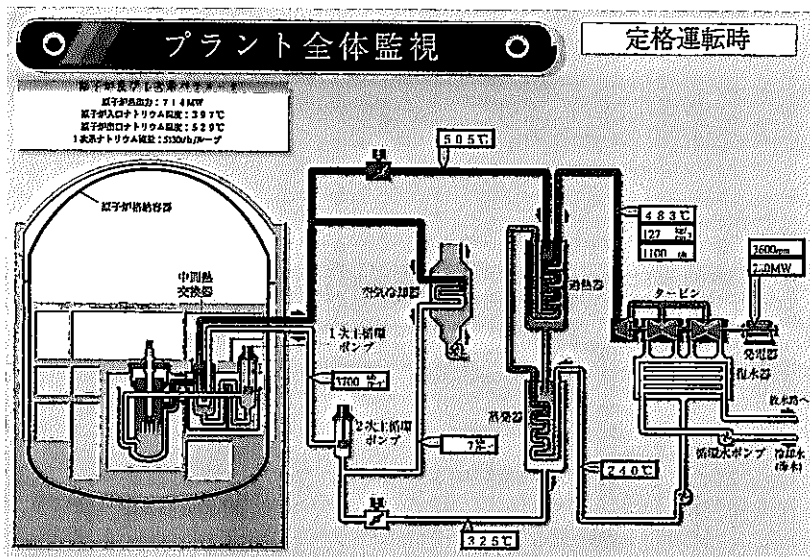 プラント全体監視
定格運転時
原子炉熱出力：714MW
原子炉入口ナトリウム温度：397℃
原子炉出口ナトリウム温度：529℃
505℃
原子炉格納容器
483℃
127 kg/cm²
1100 t/h
3600rpm
中間熱
交換器
空気冷却器
過熱器
タービン
発電器
1次主循環
ポンプ
復水器
放水路へ
3700
蒸発器
2次主循環
ポンプ
循環水ポンプ
冷却水
(海水)
240℃
325℃